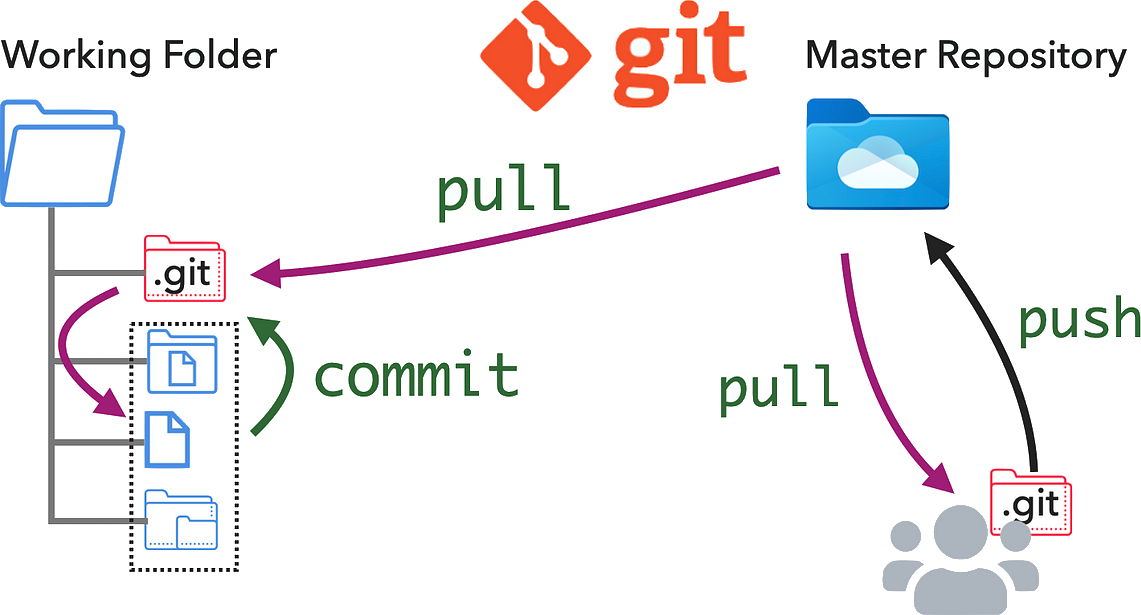 git
Working Folder
Master Repository
pull
.git
commit
push
pull
.git